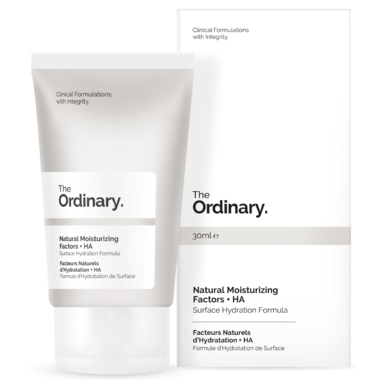 Clinical Formulations
with Integrity.
The
Ordinary.
Natural Moisturizing
Factors + HA
Surface Hydration Formula
Facteurs Naturels
d'Hydratation + HA
Formule d'Hydratation de Surface
Clinical Formulations
with Integrity.
The
Ordinary.
30ml e
Natural Moisturizing
Factors + HA
Surface Hydration Formula
Facteurs Naturels
d'Hydratation + HA
Formule d'Hydratation de Surface